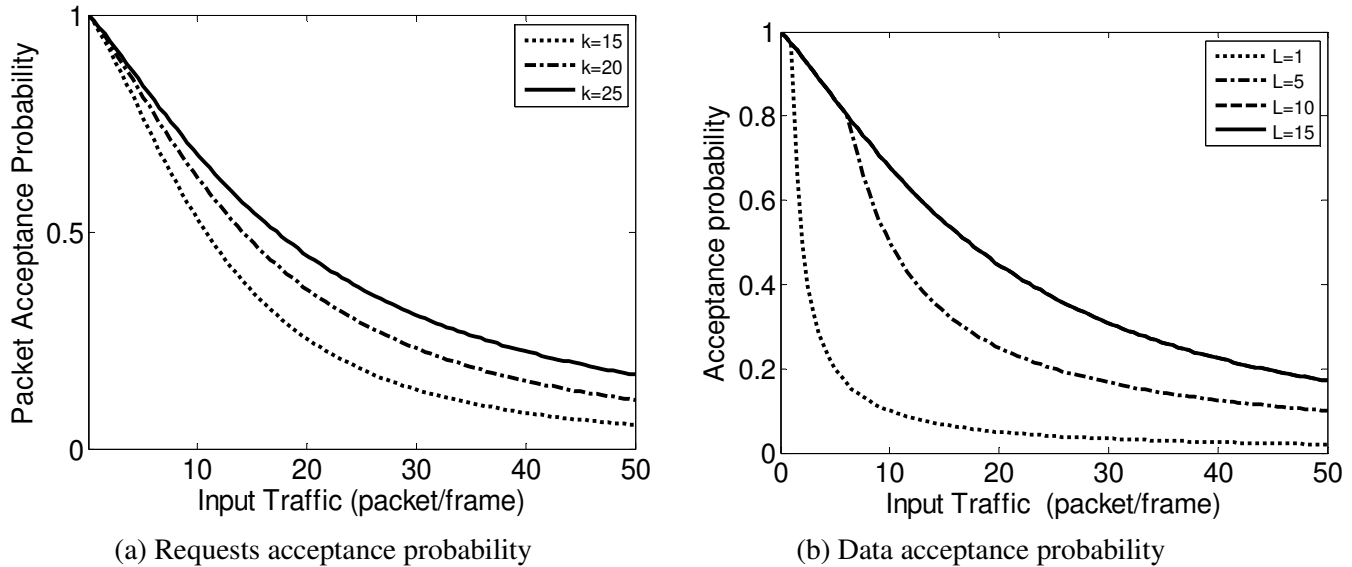 1
0.5
0
10
20
30
40
50
Packet Acceptance Probability
Input Traffic (packet/frame)
k=15
k=20
k=25
(a) Requests acceptance probability
1
0.8
0.6
0.4
0.2
0
0
10
20
30
40
50
Acceptance probability
Input Traffic (packet/frame)
L=1
L=5
L=10
L=15
(b) Data acceptance probability